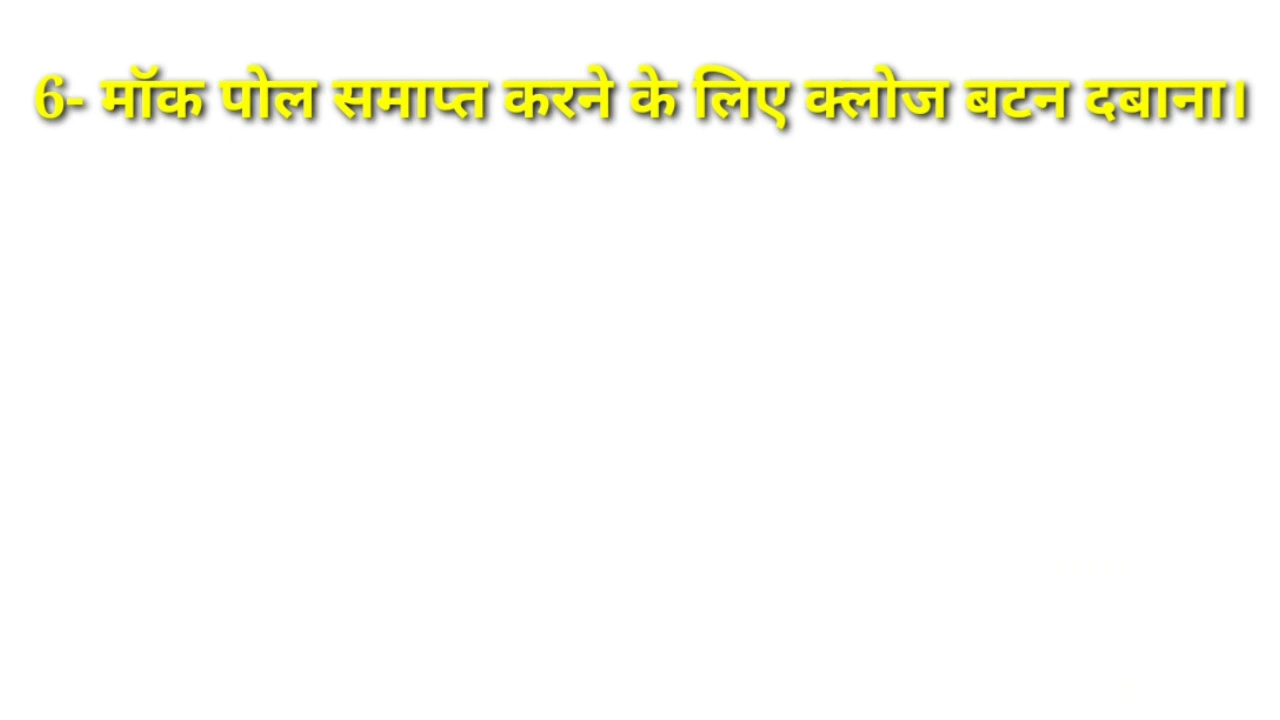 6- मॉक पोल समाप्त करने के लिए क्लोज बटन दबाना।